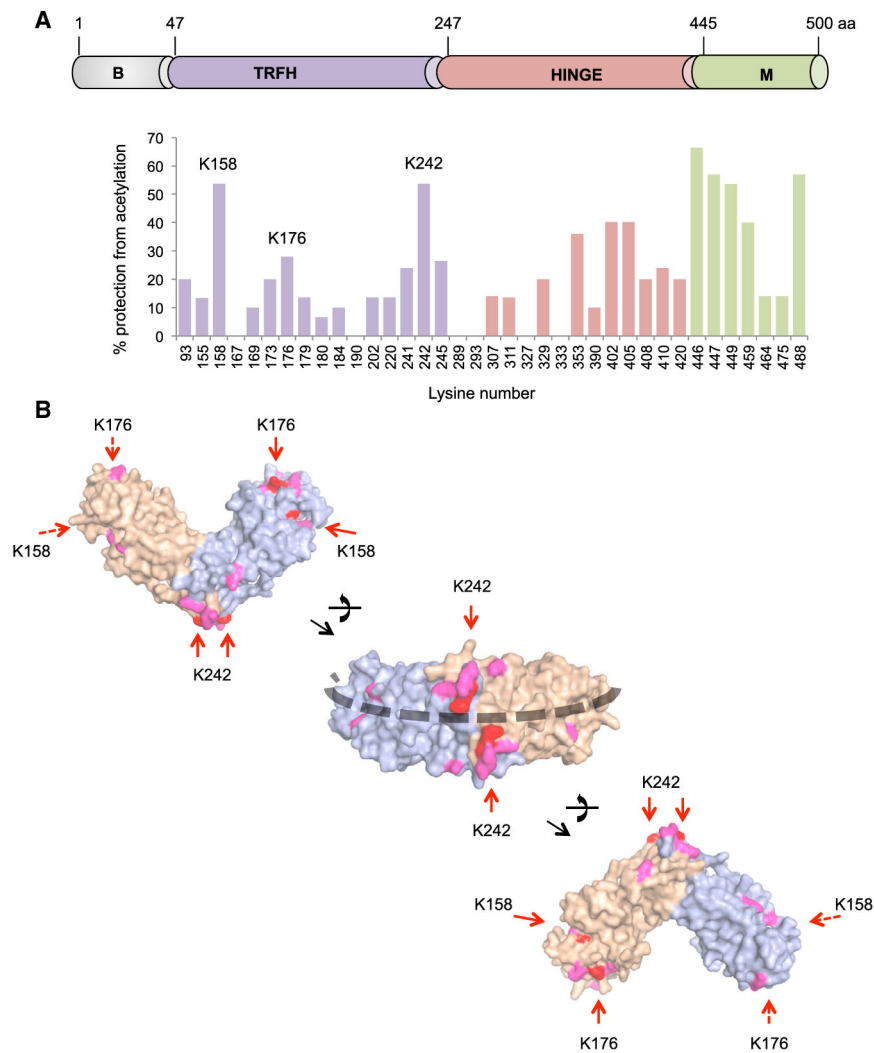 A
1 47 247 445 500 aa
B TRFH HINGE M
% protection from acetylation
70
60
50
40
30
20
10
0
K158
K176
K242
93 155 158 167 169 173 176 179 180 184 190 202 220 241 242 245 289 293 307 311 327 329 333 353 390 402 405 408 410 420 446 447 449 459 464 475 488
Lysine number
B
K176 K176
K158 K158
K242
K242
K242
K242
K158 K158
K176 K176